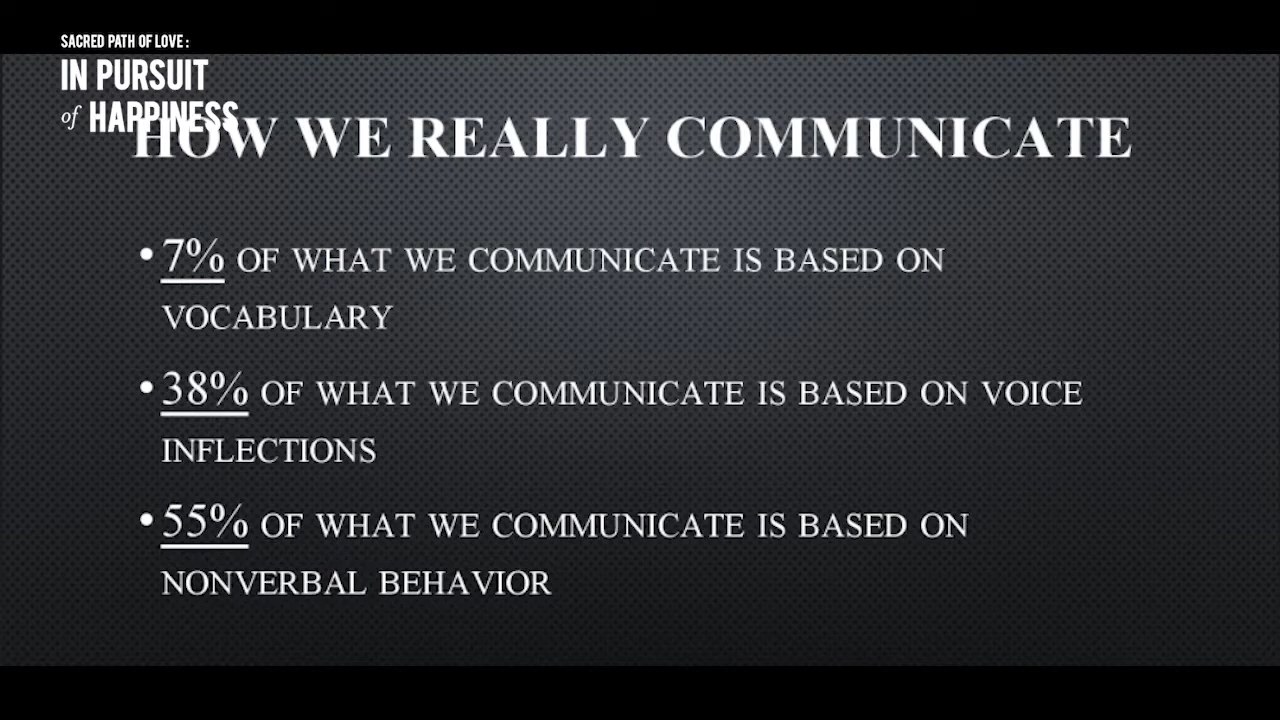 SACRED PATH OF LOVE :
IN PURSUIT
of HAPPINESS
HOW WE REALLY COMMUNICATE
• 7% OF WHAT WE COMMUNICATE IS BASED ON
VOCABULARY
• 38% OF WHAT WE COMMUNICATE IS BASED ON VOICE
INFLECTIONS
• 55% OF WHAT WE COMMUNICATE IS BASED ON
NONVERBAL BEHAVIOR